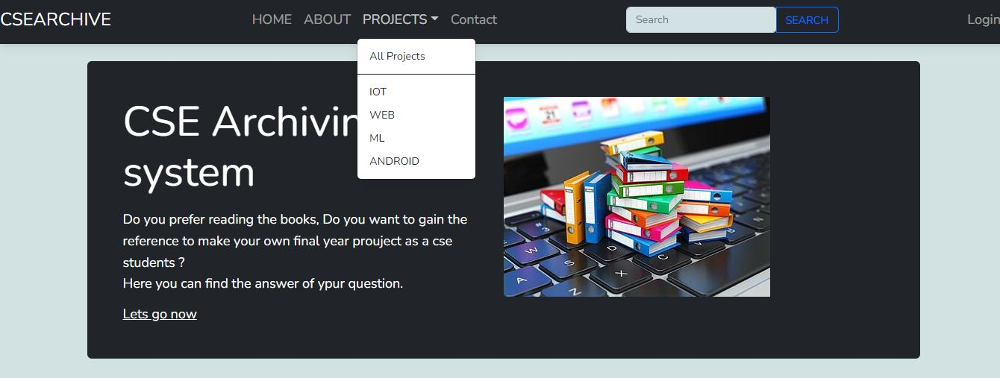 CSEARCHIVE
HOME ABOUT PROJECTS Contact
Search SEARCH
Login
All Projects
IOT
WEB
ML
ANDROID
CSE Archivin
system
Do you prefer reading the books, Do you want to gain the
reference to make your own final year prouject as a cse
students ?
Here you can find the answer of ypur question.
Lets go now
W
D
C
A
S
X
Z